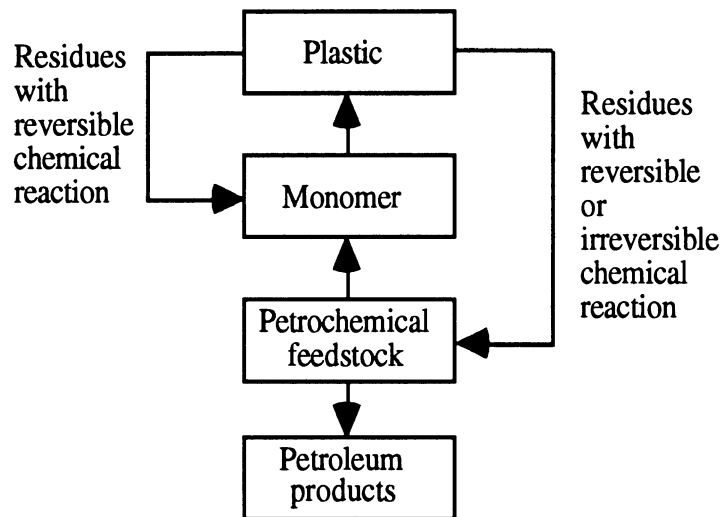 Residues
with
reversible
chemical
reaction
Plastic
Monomer
Petrochemical
feedstock
Petroleum
products
Residues
with
reversible
or
irreversible
chemical
reaction